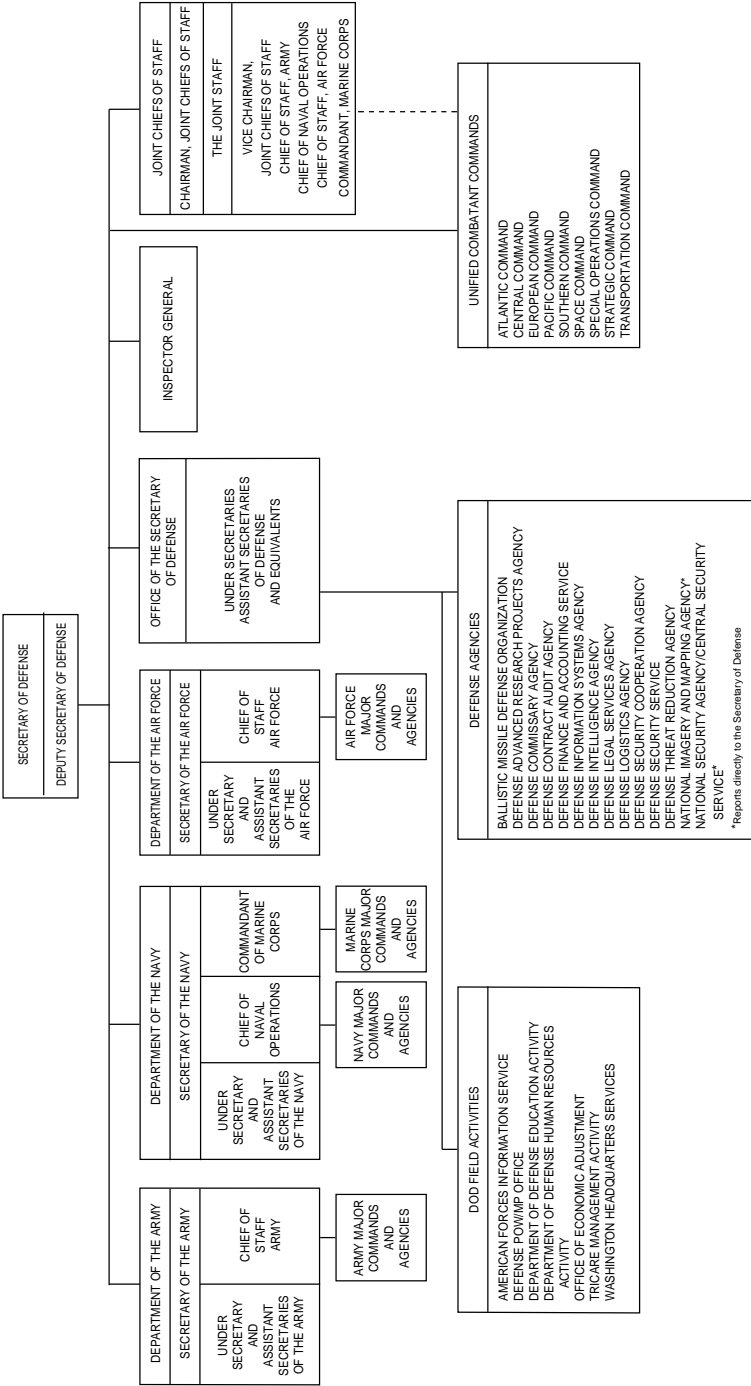 SECRETARY OF DEFENSE
DEPUTY SECRETARY OF DEFENSE
DEPARTMENT OF THE ARMY
SECRETARY OF THE ARMY
UNDER
SECRETARY
AND
ASSISTANT
SECRETARIES
OF THE ARMY
CHIEF OF
STAFF
ARMY
ARMY MAJOR
COMMANDS
AND
AGENCIES
DEPARTMENT OF THE NAVY
SECRETARY OF THE NAVY
UNDER
SECRETARY
AND
ASSISTANT
SECRETARIES
OF THE NAVY
CHIEF OF
NAVAL
OPERATIONS
COMMANDANT
OF MARINE
CORPS
NAVY MAJOR
COMMANDS
AND
AGENCIES
MARINE
CORPS MAJOR
COMMANDS
AND
AGENCIES
DEPARTMENT OF THE AIR FORCE
SECRETARY OF THE AIR FORCE
UNDER
SECRETARY
AND
ASSISTANT
SECRETARIES
OF THE
AIR FORCE
CHIEF OF
STAFF
AIR FORCE
AIR FORCE
MAJOR
COMMANDS
AND
AGENCIES
OFFICE OF THE SECRETARY
OF DEFENSE
UNDER SECRETARIES
ASSISTANT SECRETARIES
OF DEFENSE
AND EQUIVALENTS
INSPECTOR GENERAL
JOINT CHIEFS OF STAFF
CHAIRMAN, JOINT CHIEFS OF STAFF
THE JOINT STAFF
VICE CHAIRMAN,
JOINT CHIEFS OF STAFF
CHIEF OF STAFF, ARMY
CHIEF OF NAVAL OPERATIONS
CHIEF OF STAFF, AIR FORCE
COMMANDANT, MARINE CORPS
DOD FIELD ACTIVITIES
AMERICAN FORCES INFORMATION SERVICE
DEFENSE POW/MP OFFICE
DEPARTMENT OF DEFENSE EDUCATION ACTIVITY
DEPARTMENT OF DEFENSE HUMAN RESOURCES
ACTIVITY
OFFICE OF ECONOMIC ADJUSTMENT
TRICARE MANAGEMENT ACTIVITY
WASHINGTON HEADQUARTERS SERVICES
DEFENSE AGENCIES
BALLISTIC MISSILE DEFENSE ORGANIZATION
DEFENSE ADVANCED RESEARCH PROJECTS AGENCY
DEFENSE COMMISSARY AGENCY
DEFENSE CONTRACT AUDIT AGENCY
DEFENSE FINANCE AND ACCOUNTING SERVICE
DEFENSE INFORMATION SYSTEMS AGENCY
DEFENSE INTELLIGENCE AGENCY
DEFENSE LEGAL SERVICES AGENCY
DEFENSE LOGISTICS AGENCY
DEFENSE SECURITY COOPERATION AGENCY
DEFENSE SECURITY SERVICE
DEFENSE THREAT REDUCTION AGENCY
NATIONAL IMAGERY AND MAPPING AGENCY*
NATIONAL SECURITY AGENCY/CENTRAL SECURITY
SERVICE*
*Reports directly to the Secretary of Defense
UNIFIED COMBATANT COMMANDS
ATLANTIC COMMAND
CENTRAL COMMAND
EUROPEAN COMMAND
PACIFIC COMMAND
SOUTHERN COMMAND
SPACE COMMAND
SPECIAL OPERATIONS COMMAND
STRATEGIC COMMAND
TRANSPORTATION COMMAND